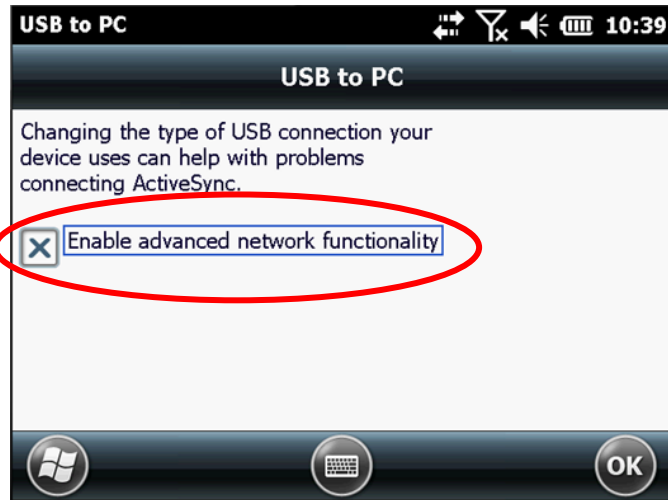 USB to PC 10:39
USB to PC
Changing the type of USB connection your
device uses can help with problems
connecting ActiveSync.
Enable advanced network functionality
OK